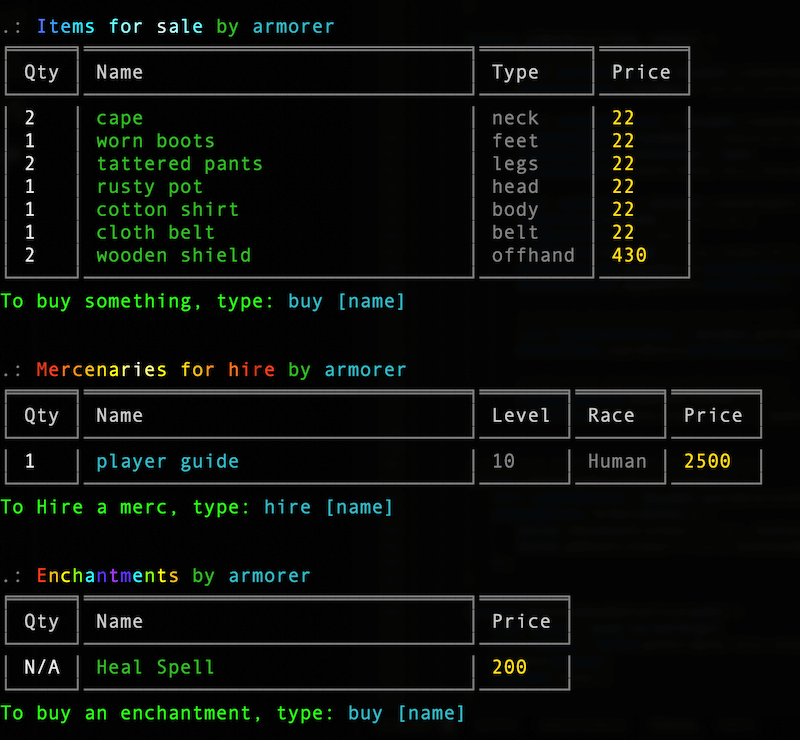 .: Items for sale by armorer
Qty Name Type Price
2 cape neck 22
1 worn boots feet 22
2 tattered pants legs 22
1 rusty pot head 22
1 cotton shirt body 22
1 cloth belt belt 22
2 wooden shield offhand 430
To buy something, type: buy [name]
.: Mercenaries for hire by armorer
Qty Name Level Race Price
1 player guide 10 Human 2500
To Hire a merc, type: hire [name]
.: Enchantments by armorer
Qty Name Price
N/A Heal Spell 200
To buy an enchantment, type: buy [name]